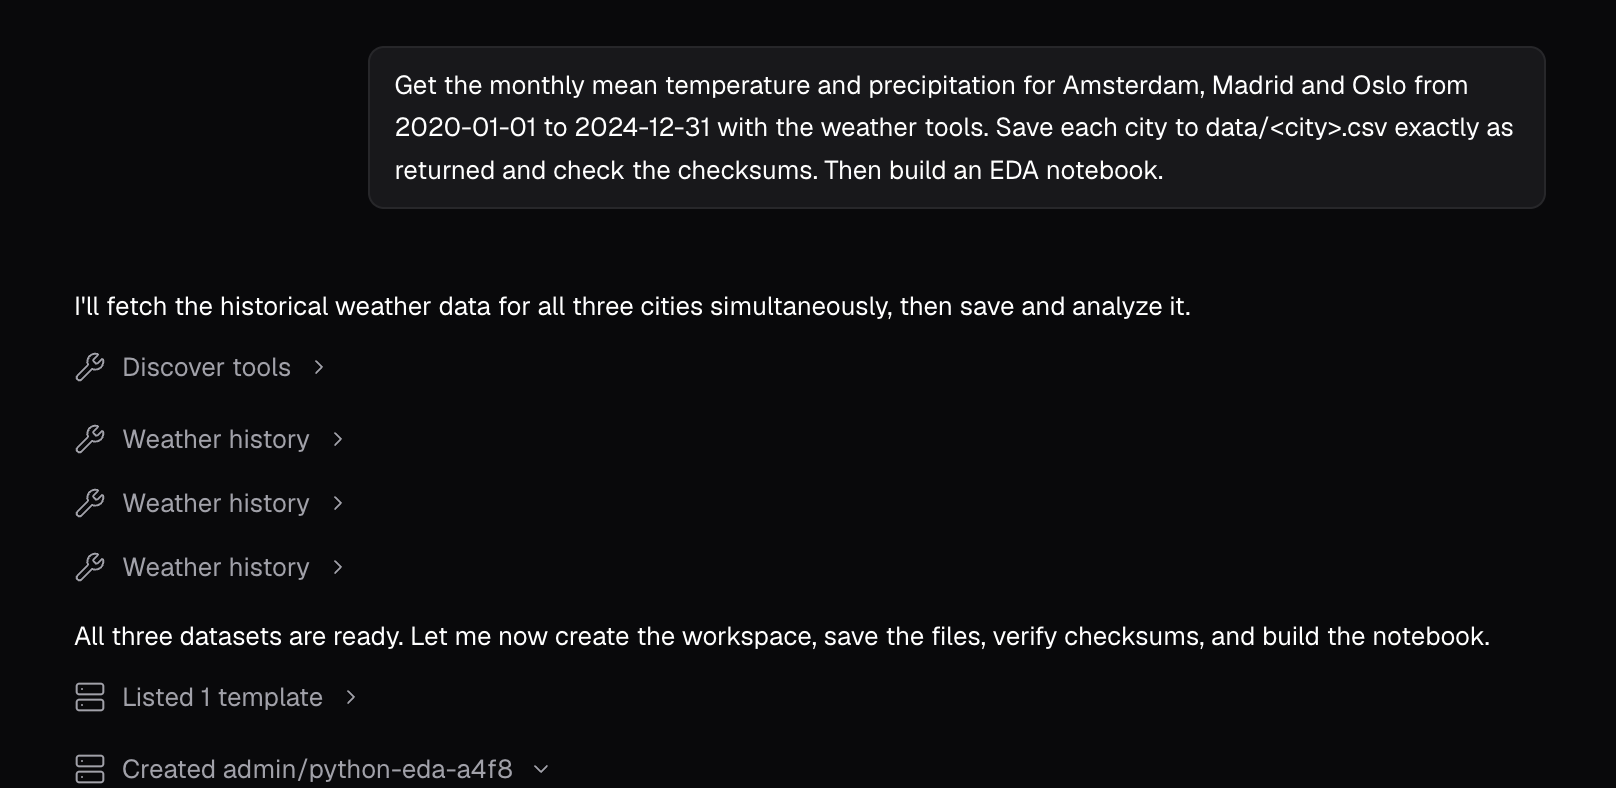 Get the monthly mean temperature and precipitation for Amsterdam, Madrid and Oslo from
2020-01-01 to 2024-12-31 with the weather tools. Save each city to data/<city>.csv exactly as
returned and check the checksums. Then build an EDA notebook.
I'll fetch the historical weather data for all three cities simultaneously, then save and analyze it.
Discover tools
Weather history
Weather history
Weather history
All three datasets are ready. Let me now create the workspace, save the files, verify checksums, and build the notebook.
Listed 1 template
Created admin/python-eda-a4f8